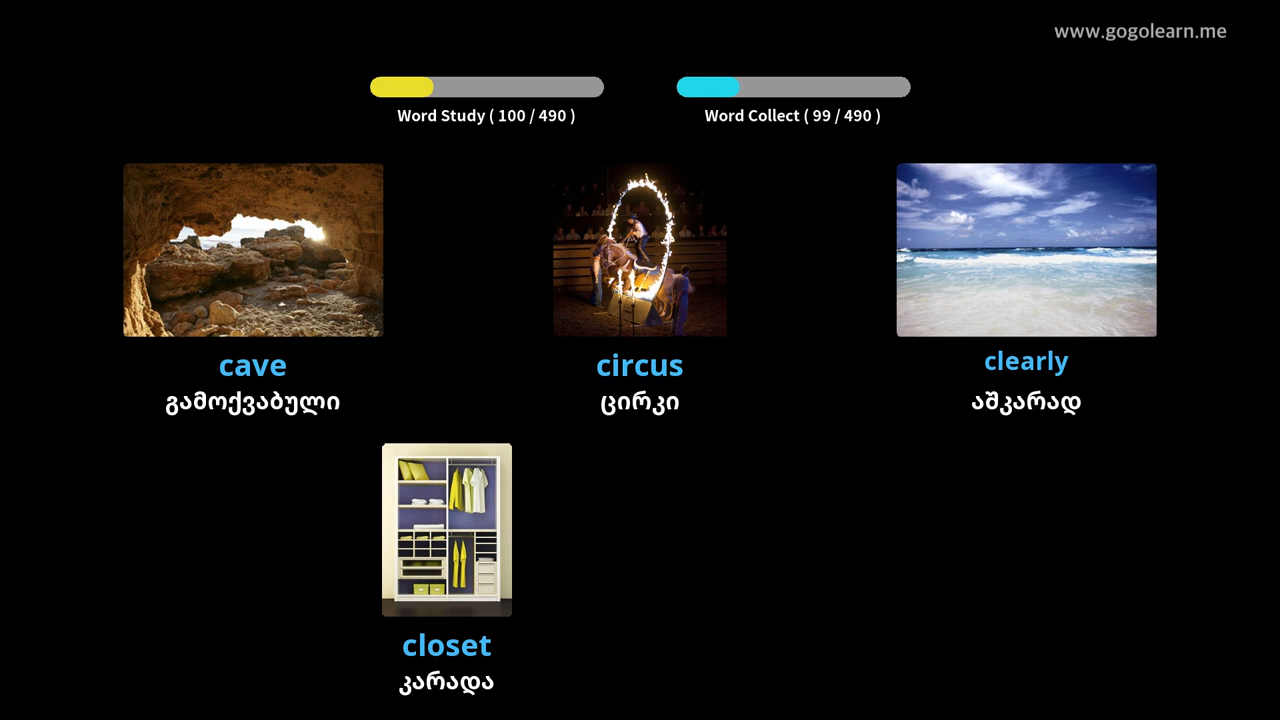 www.gogolearn.me
Word Study ( 100 / 490 )
Word Collect ( 99 / 490 )
cave
circus
clearly
გამოქვაბული
ცირკი
აშკარად
closet
კარადა